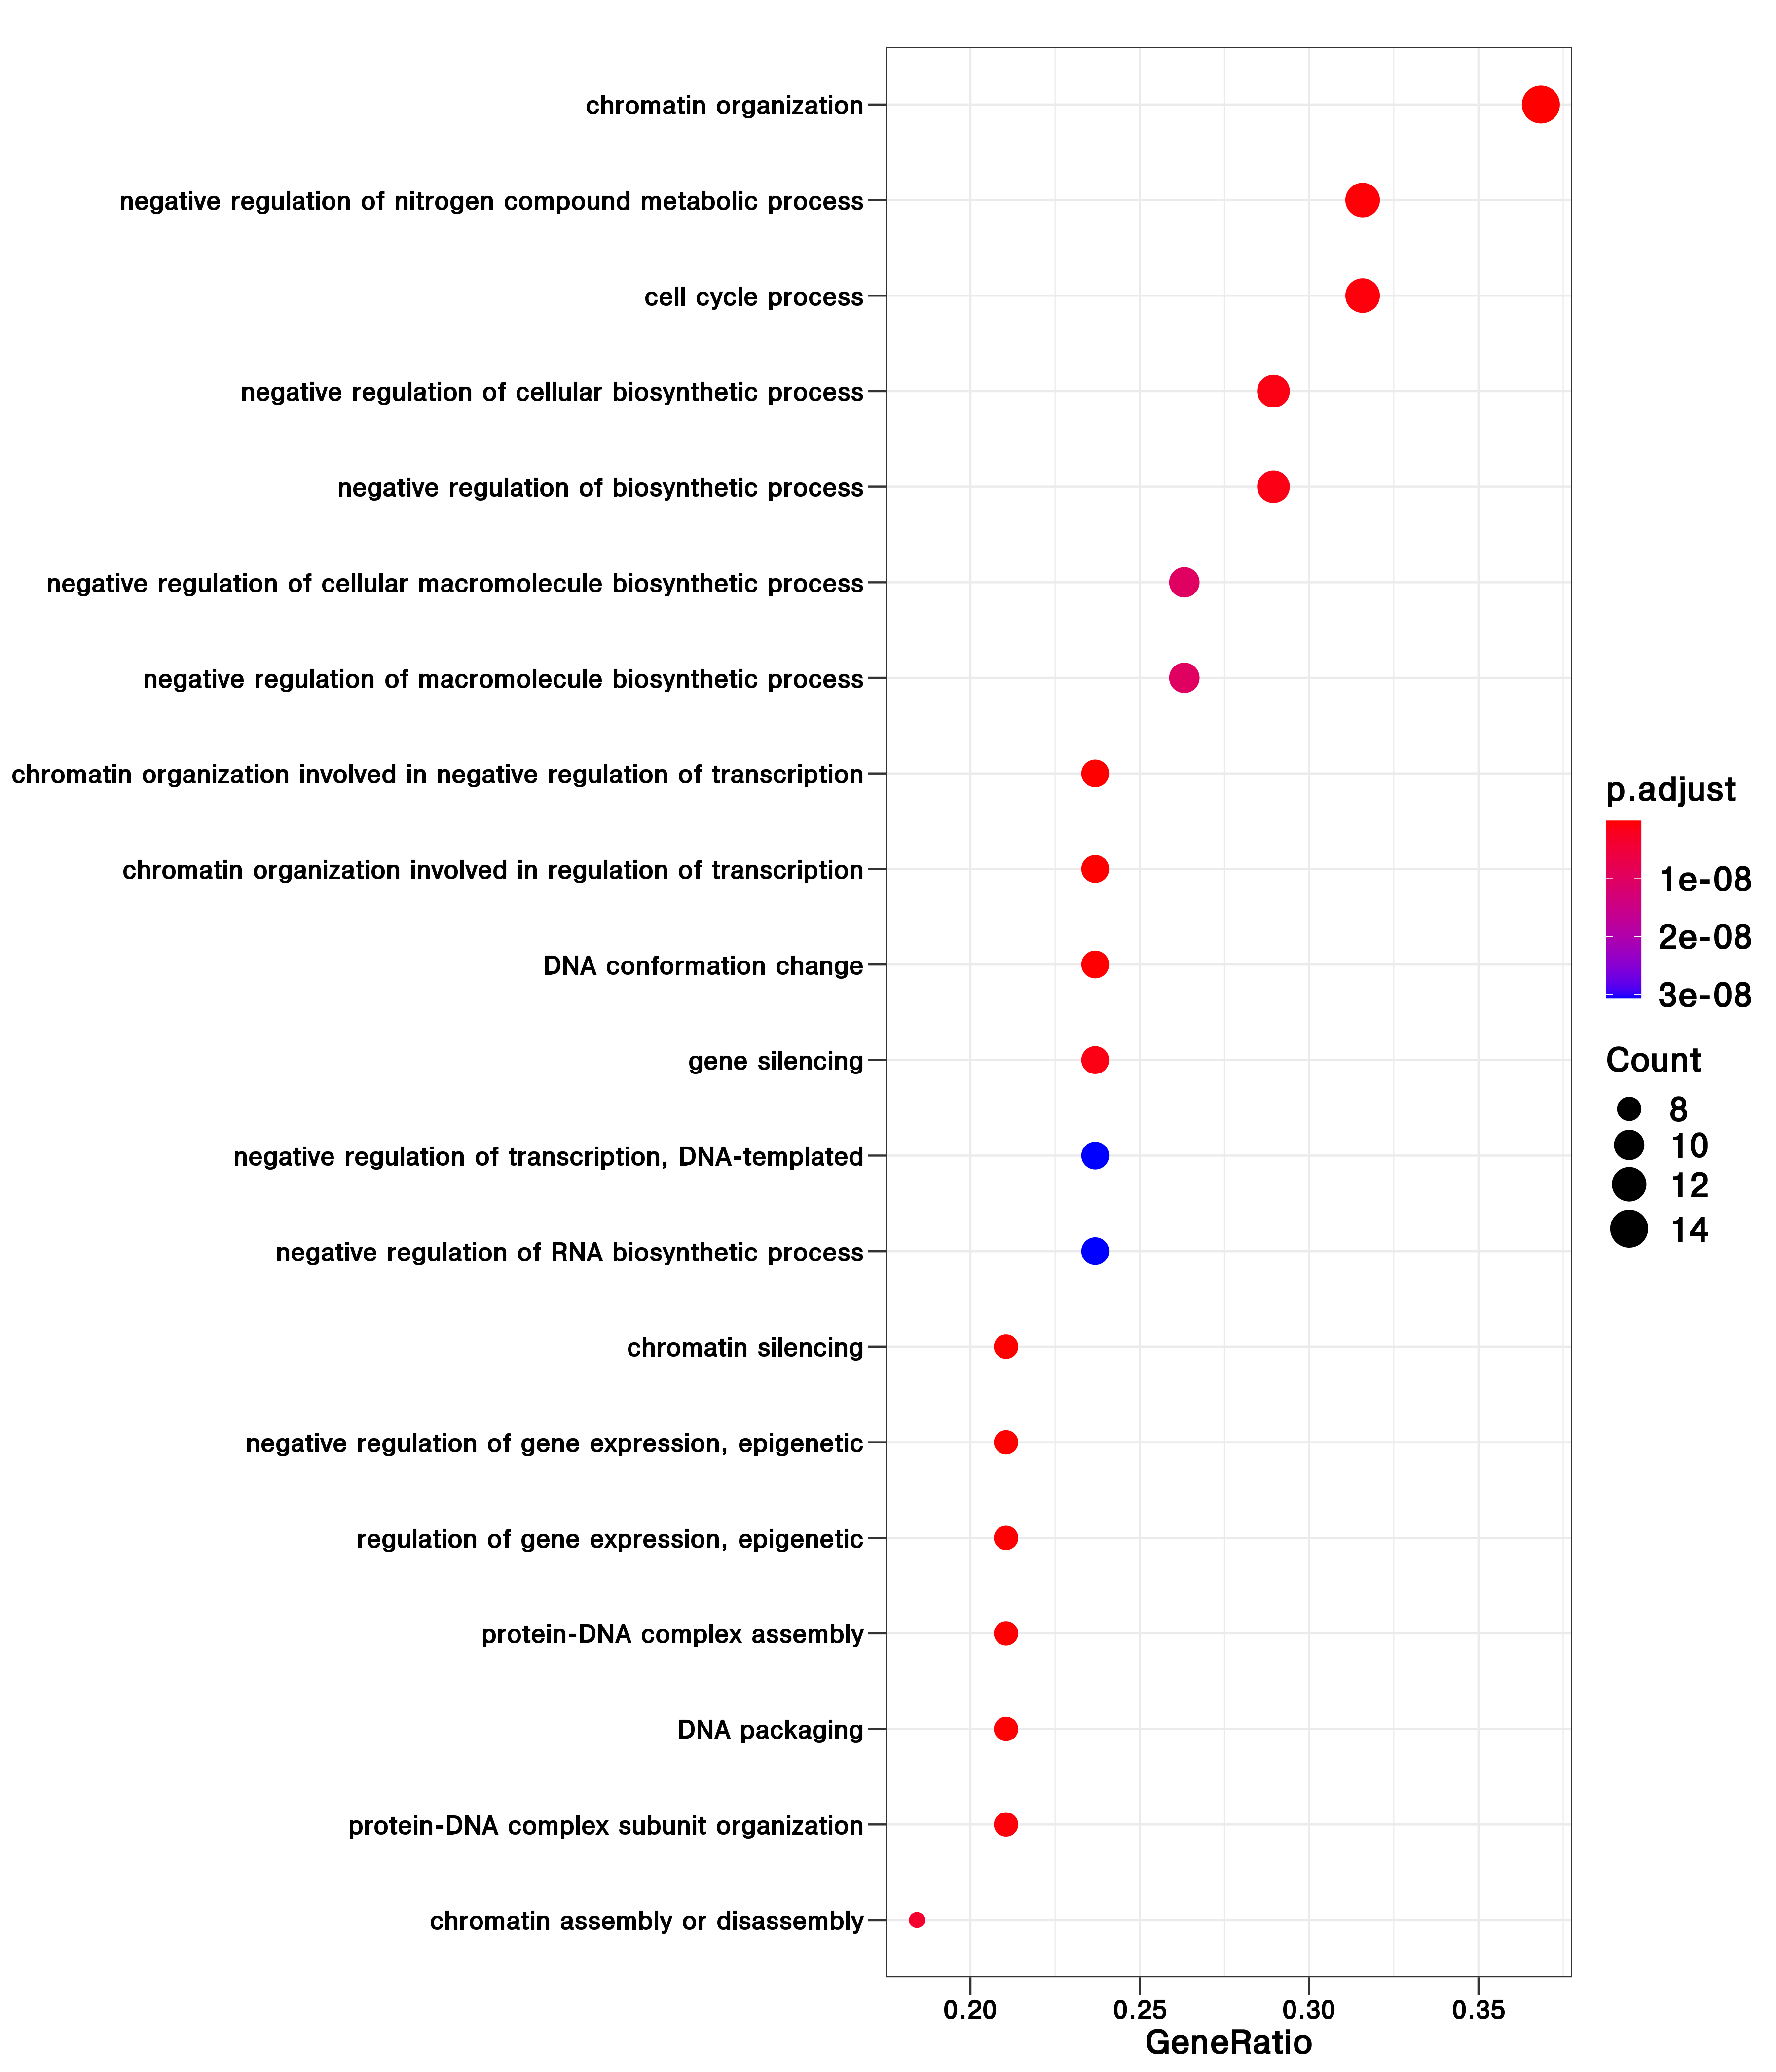 chromatin organization
negative regulation of nitrogen compound metabolic process
cell cycle process
negative regulation of cellular biosynthetic process
negative regulation of biosynthetic process
negative regulation of cellular macromolecule biosynthetic process
negative regulation of macromolecule biosynthetic process
chromatin organization involved in negative regulation of transcription
chromatin organization involved in regulation of transcription
DNA conformation change
gene silencing
negative regulation of transcription, DNA-templated
negative regulation of RNA biosynthetic process
chromatin silencing
negative regulation of gene expression, epigenetic
regulation of gene expression, epigenetic
protein-DNA complex assembly
DNA packaging
protein-DNA complex subunit organization
chromatin assembly or disassembly
0.20 0.25 0.30 0.35
GeneRatio
p.adjust
1e-08
2e-08
3e-08
Count
8
10
12
14